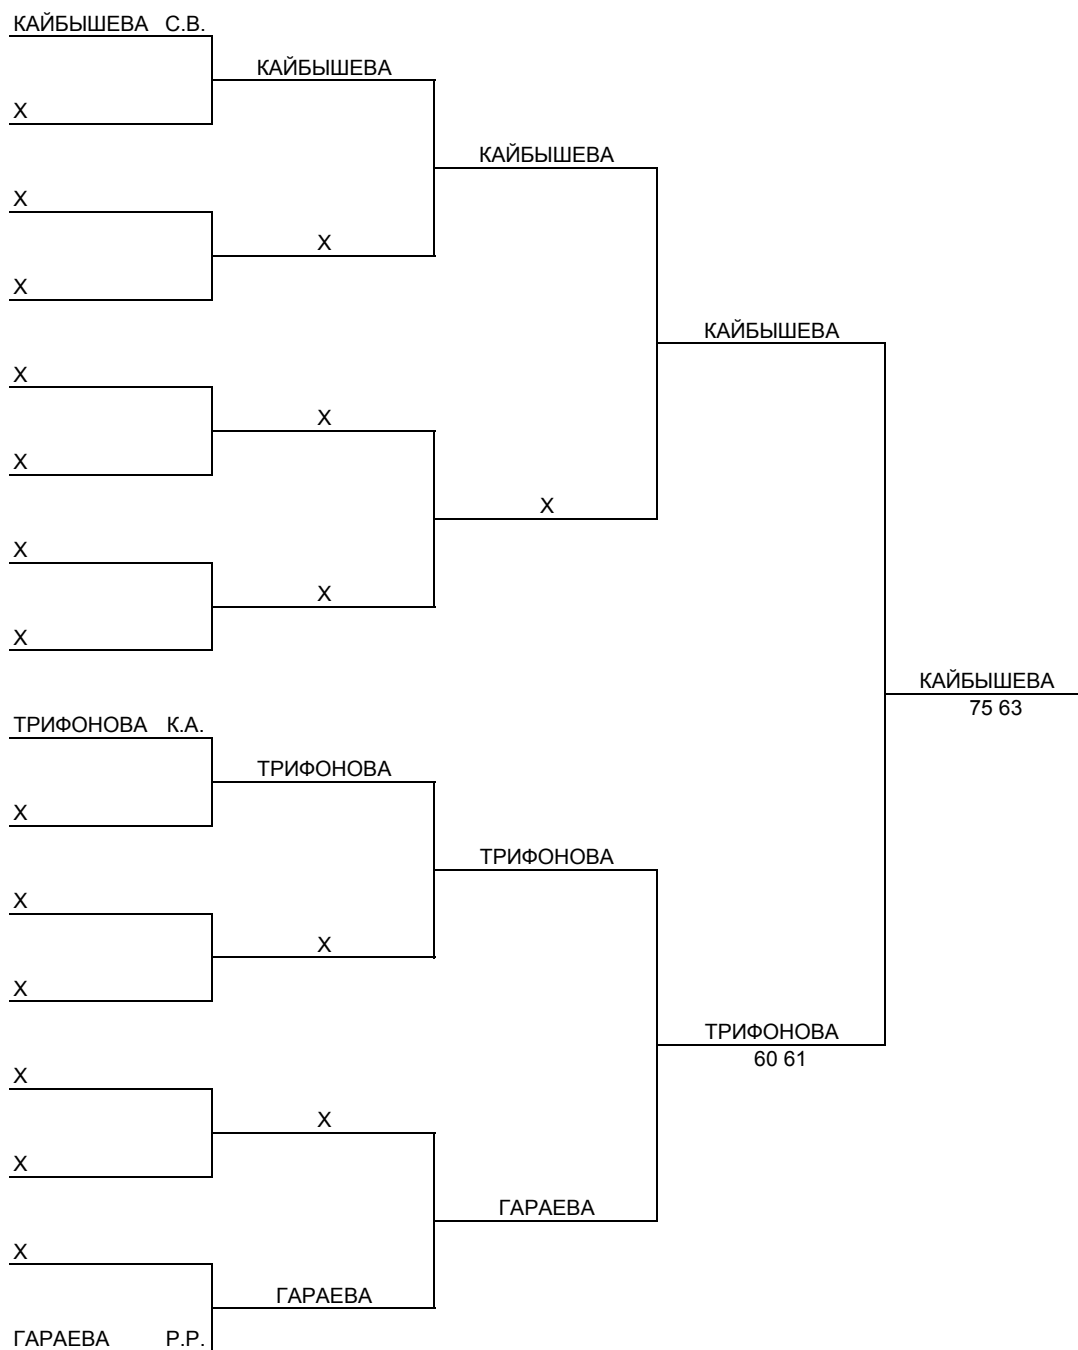 КАЙБЫШЕВА С.В.
КАЙБЫШЕВА
X
КАЙБЫШЕВА
X
X
X
КАЙБЫШЕВА
X
X
X
X
X
X
X
КАЙБЫШЕВА
75 63
ТРИФОНОВА К.А.
ТРИФОНОВА
X
ТРИФОНОВА
X
X
X
ТРИФОНОВА
60 61
X
X
X
ГАРАЕВА
X
ГАРАЕВА
ГАРАЕВА Р.Р.